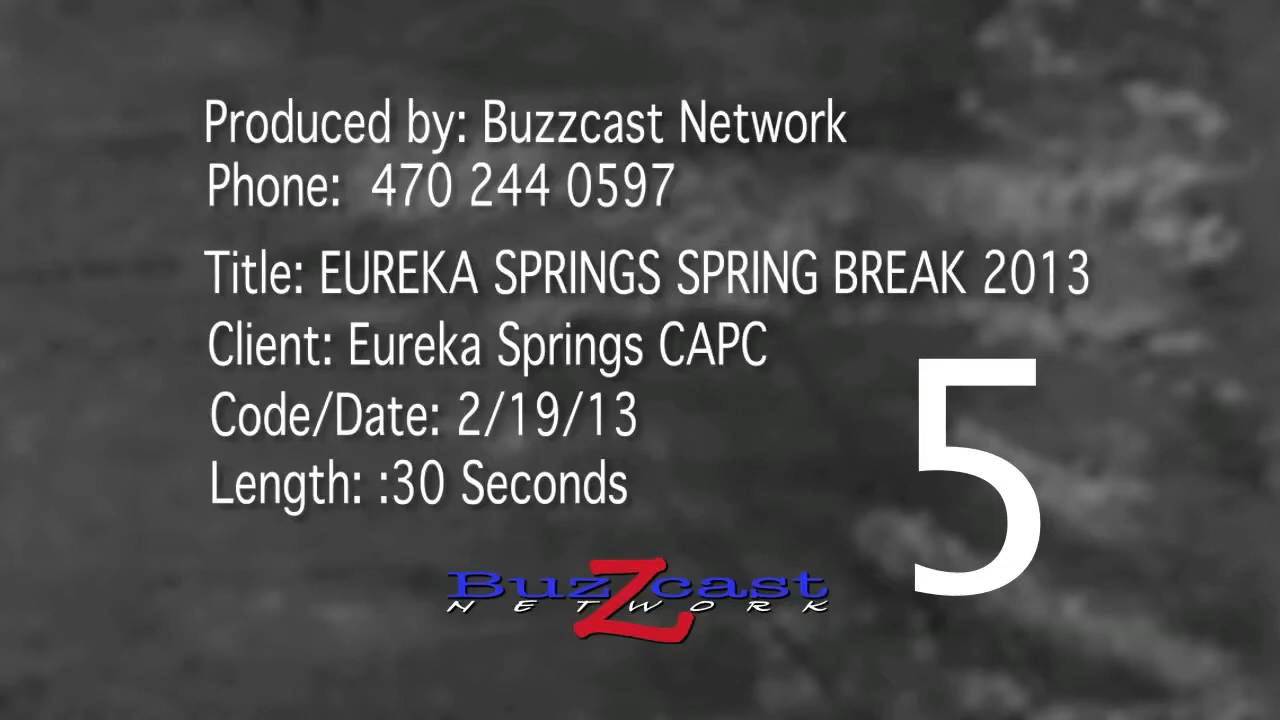 Produced by: Buzzcast Network
Phone: 470 244 0597
Title: EUREKA SPRINGS SPRING BREAK 2013
Client: Eureka Springs CAPC
Code/Date: 2/19/13
Length: :30 Seconds
5
BuzZcast
NETWORK